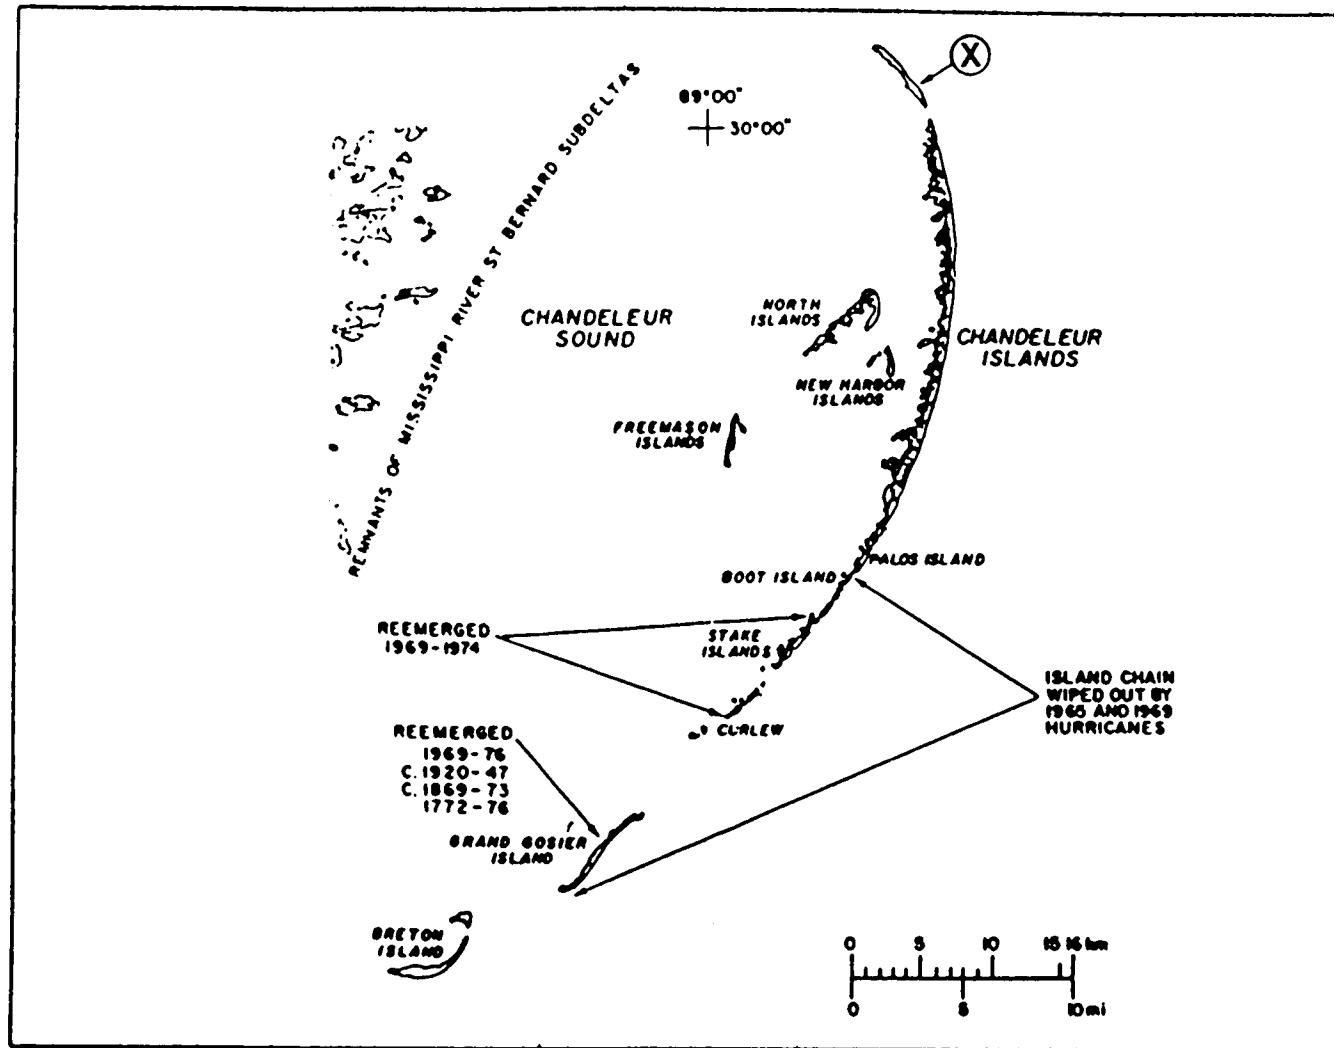 X
89°00"
30°00"
REMNANTS OF MISSISSIPPI RIVER ST BERNARD SUBDELTAS
CHANDELEUR
SOUND
NORTH
ISLANDS
CHANDELEUR
ISLANDS
NEW HARBOR
ISLANDS
FREEMASON
ISLANDS
PALOS ISLAND
BOOT ISLAND
REEMERGED
1969-1974
STAKE
ISLANDS
ISLAND CHAIN
WIPED OUT BY
1965 AND 1969
HURRICANES
CURLEW
REEMERGED
1969-76
C. 1920-47
C. 1869-73
1772-76
GRAND GOSIER
ISLAND
BRETON
ISLAND
0 5 10 15 16 km
0 5 10 mi